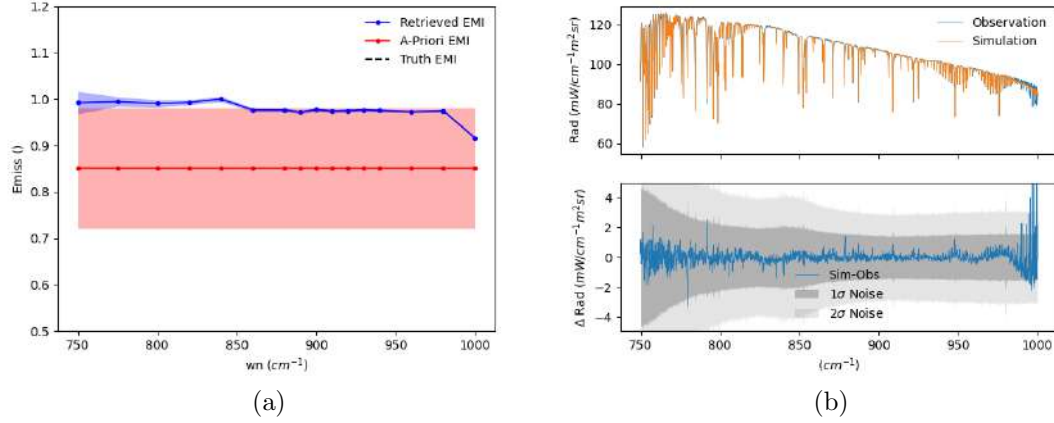 1.2
1.1
1.0
0.9
0.8
0.7
0.6
0.5
Emiss ()
Retrieved EMI
A-Priori EMI
Truth EMI
750
800
850
900
950
1000
wn (cm⁻¹)
(a)
120
100
80
60
Rad (mW/cm⁻¹m²sr)
Observation
Simulation
4
2
0
−2
−4
Δ Rad (mW/cm⁻¹m²sr)
Sim-Obs
1σ Noise
2σ Noise
750
800
850
900
950
1000
(cm⁻¹)
(b)